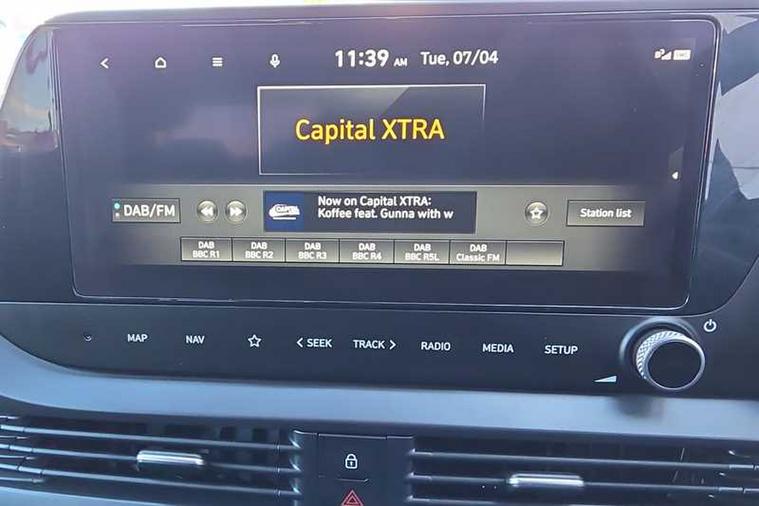 11:39 AM Tue, 07/04
Capital XTRA
DAB/FM
CAPITAL
Now on Capital XTRA:
Koffee feat. Gunna with w
Station list
DAB
BBC R1
DAB
BBC R2
DAB
BBC R3
DAB
BBC R4
DAB
BBC R5L
DAB
Classic FM
MAP
NAV
< SEEK
TRACK >
RADIO
MEDIA
SETUP